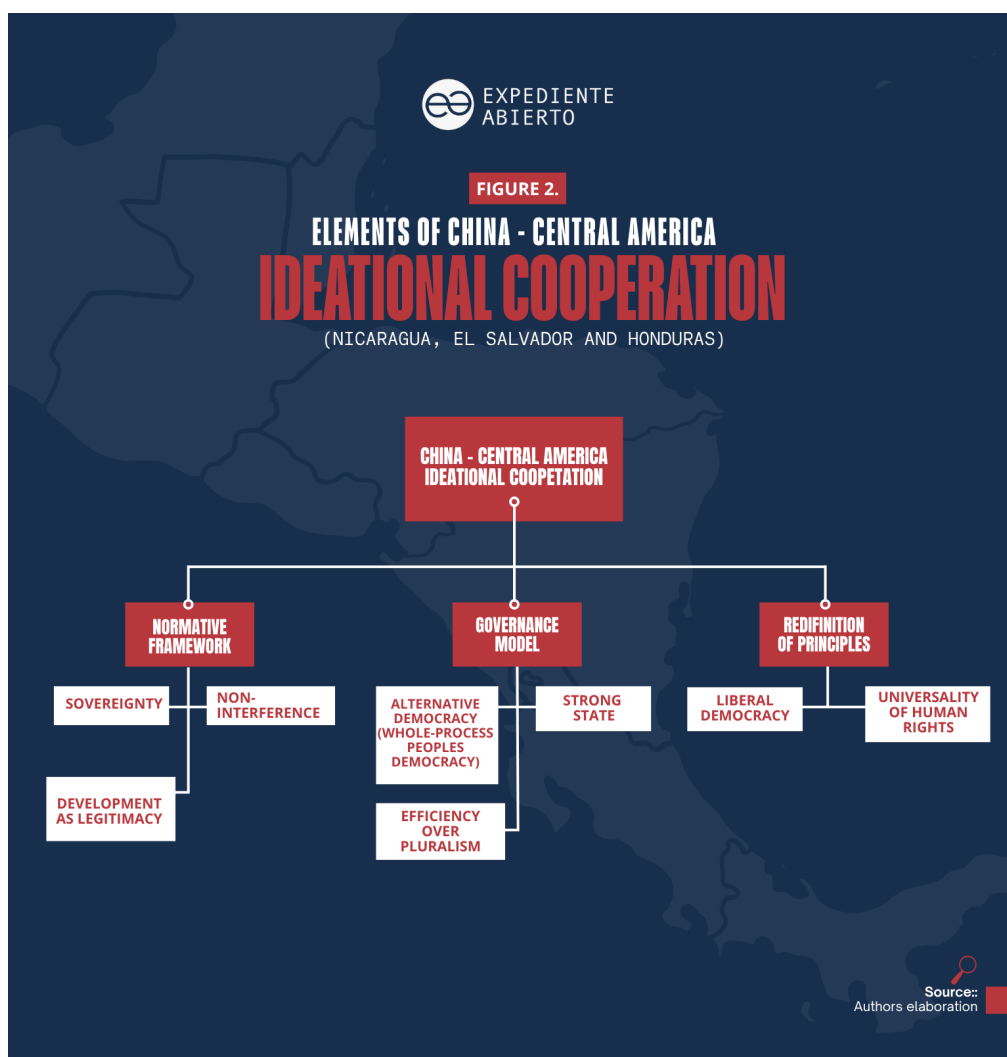 EXPEDIENTE
ABIERTO
FIGURE 2.
ELEMENTS OF CHINA - CENTRAL AMERICA
IDEATIONAL COOPERATION
(NICARAGUA, EL SALVADOR AND HONDURAS)
CHINA - CENTRAL AMERICA
IDEATIONAL COOPETATION
NORMATIVE
FRAMEWORK
SOVEREIGNTY
NON-
INTERFERENCE
DEVELOPMENT
AS LEGITIMACY
GOVERNANCE
MODEL
ALTERNATIVE
DEMOCRACY
(WHOLE-PROCESS
PEOPLES
DEMOCRACY)
STRONG
STATE
EFFICIENCY
OVER
PLURALISM
REDIFINITION
OF PRINCIPLES
LIBERAL
DEMOCRACY
UNIVERSALITY
OF HUMAN
RIGHTS
Source::
Authors elaboration